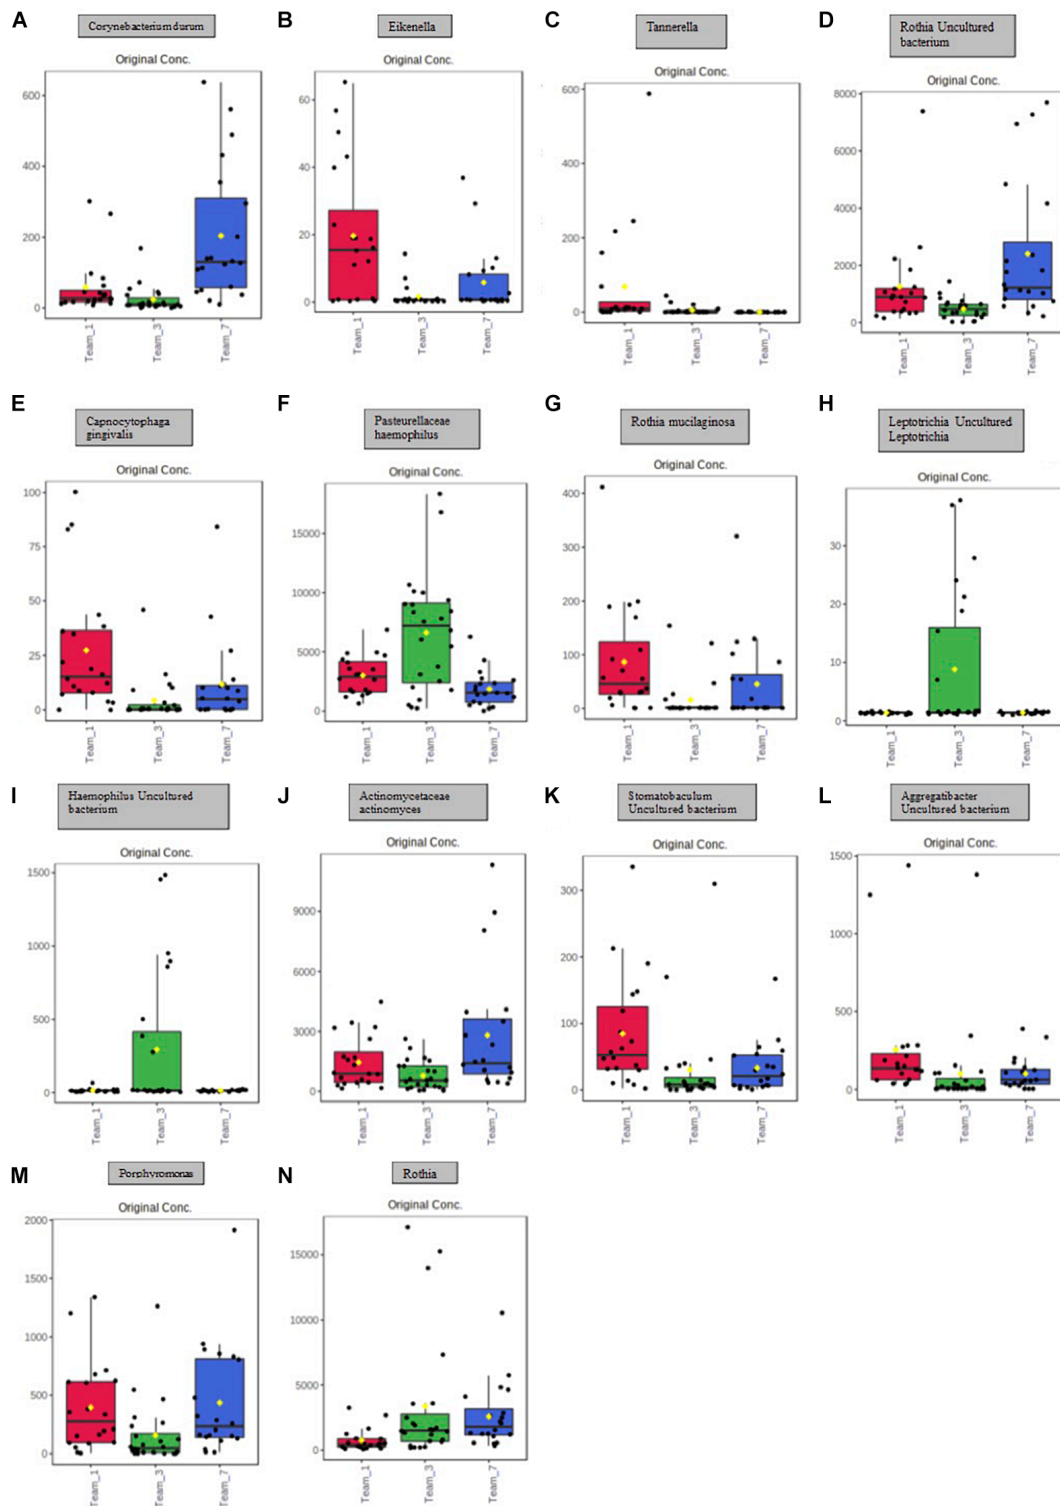 A
Corynebacterium durum
Original Conc.
600
400
200
0
Team_1
Team_3
Team_7
B
Eikenella
Original Conc.
60
40
20
0
Team_1
Team_3
Team_7
C
Tannerella
Original Conc.
600
400
200
0
Team_1
Team_3
Team_7
D
Rothia Uncultured
bacterium
Original Conc.
8000
6000
4000
2000
0
Team_1
Team_3
Team_7
E
Capnocytophaga
gingivalis
Original Conc.
100
75
50
25
0
Team_1
Team_3
Team_7
F
Pasteurellaceae
haemophilus
Original Conc.
15000
10000
5000
0
Team_1
Team_3
Team_7
G
Rothia mucilaginosa
Original Conc.
400
300
200
100
0
Team_1
Team_3
Team_7
H
Leptotrichia Uncultured
Leptotrichia
Original Conc.
30
20
10
0
Team_1
Team_3
Team_7
I
Haemophilus Uncultured
bacterium
Original Conc.
1500
1000
500
0
Team_1
Team_3
Team_7
J
Actinomycetaceae
actinomyces
Original Conc.
9000
6000
3000
0
Team_1
Team_3
Team_7
K
Stomatobaculum
Uncultured bacterium
Original Conc.
300
200
100
0
Team_1
Team_3
Team_7
L
Aggregatibacter
Uncultured bacterium
Original Conc.
1500
1000
500
0
Team_1
Team_3
Team_7
M
Porphyromonas
Original Conc.
2000
1500
1000
500
0
Team_1
Team_3
Team_7
N
Rothia
Original Conc.
15000
10000
5000
0
Team_1
Team_3
Team_7